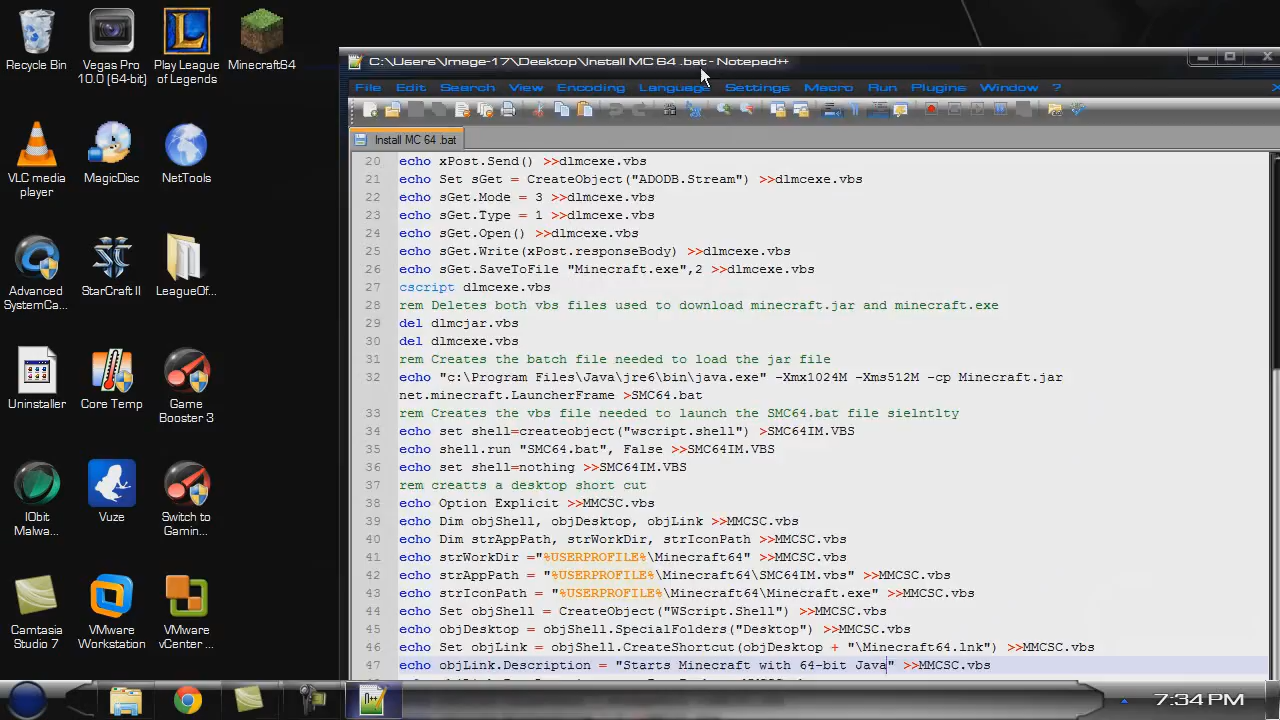 Recycle Bin
Vegas Pro
10.0 (64-bit)
Play League
of Legends
Minecraft64
VLC media
player
MagicDisc
NetTools
Advanced
SystemCa...
StarCraft II
LeagueOf...
Uninstaller
Core Temp
Game
Booster 3
IObit
Malwa...
Vuze
Switch to
Gamin...
Camtasia
Studio 7
VMware
Workstation
VMware
vCenter ...
C:\Users\Image-17\Desktop\Install MC 64 .bat - Notepad++
File Edit Search View Encoding Language Settings Macro Run Plugins Window ? X
Install MC 64 .bat
20 echo xPost.Send() >>dlmcexe.vbs
21 echo Set sGet = CreateObject("ADODB.Stream") >>dlmcexe.vbs
22 echo sGet.Mode = 3 >>dlmcexe.vbs
23 echo sGet.Type = 1 >>dlmcexe.vbs
24 echo sGet.Open() >>dlmcexe.vbs
25 echo sGet.Write(xPost.responseBody) >>dlmcexe.vbs
26 echo sGet.SaveToFile "Minecraft.exe",2 >>dlmcexe.vbs
27 cscript dlmcexe.vbs
28 rem Deletes both vbs files used to download minecraft.jar and minecraft.exe
29 del dlmcjar.vbs
30 del dlmcexe.vbs
31 rem Creates the batch file needed to load the jar file
32 echo "c:\Program Files\Java\jre6\bin\java.exe" -Xmx1024M -Xms512M -cp Minecraft.jar
net.minecraft.LauncherFrame >SMC64.bat
33 rem Creates the vbs file needed to launch the SMC64.bat file sielntlty
34 echo set shell=createobject("wscript.shell") >SMC64IM.VBS
35 echo shell.run "SMC64.bat", False >>SMC64IM.VBS
36 echo set shell=nothing >>SMC64IM.VBS
37 rem creatts a desktop short cut
38 echo Option Explicit >>MMCSC.vbs
39 echo Dim objShell, objDesktop, objLink >>MMCSC.vbs
40 echo Dim strAppPath, strWorkDir, strIconPath >>MMCSC.vbs
41 echo strWorkDir ="%USERPROFILE%\Minecraft64" >>MMCSC.vbs
42 echo strAppPath = "%USERPROFILE%\Minecraft64\SMC64IM.vbs" >>MMCSC.vbs
43 echo strIconPath = "%USERPROFILE%\Minecraft64\Minecraft.exe" >>MMCSC.vbs
44 echo Set objShell = CreateObject("WScript.Shell") >>MMCSC.vbs
45 echo objDesktop = objShell.SpecialFolders("Desktop") >>MMCSC.vbs
46 echo Set objLink = objShell.CreateShortcut(objDesktop + "\Minecraft64.lnk") >>MMCSC.vbs
47 echo objLink.Description = "Starts Minecraft with 64-bit Java" >>MMCSC.vbs
7:34 PM